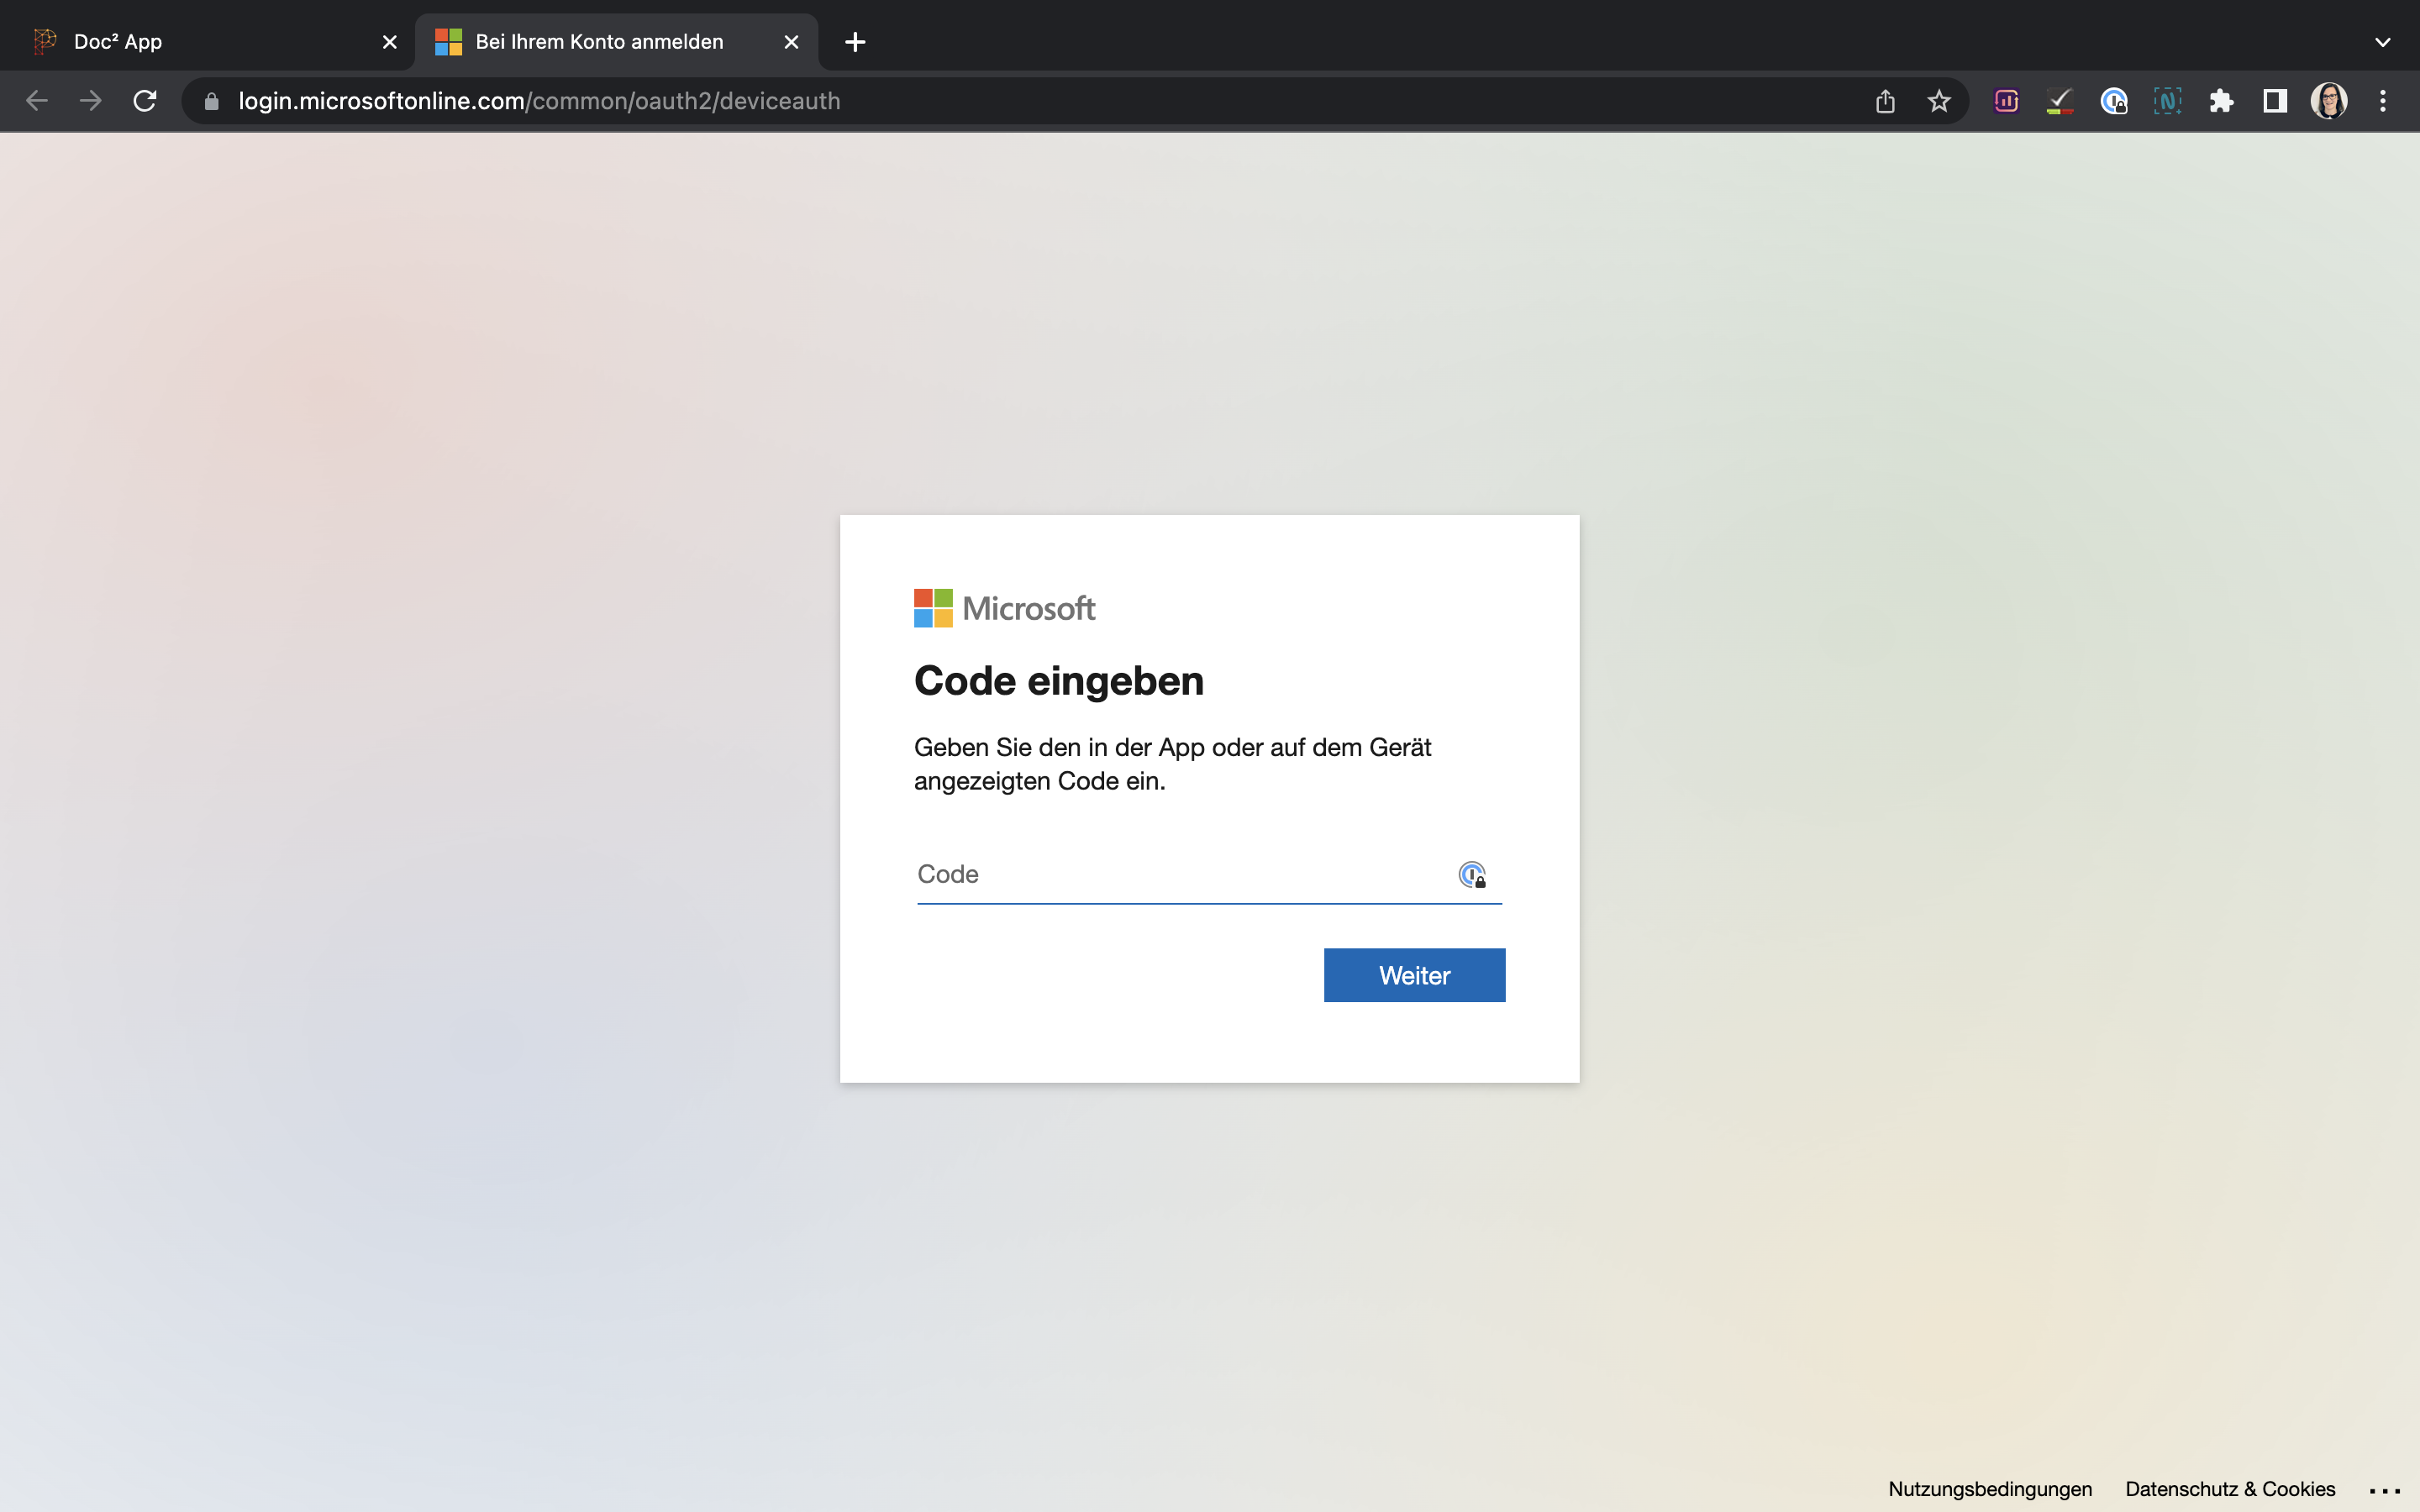 Doc² App
Bei Ihrem Konto anmelden
login.microsoftonline.com/common/oauth2/deviceauth
Microsoft
Code eingeben
Geben Sie den in der App oder auf dem Gerät
angezeigten Code ein.
Code
Weiter
Nutzungsbedingungen
Datenschutz & Cookies